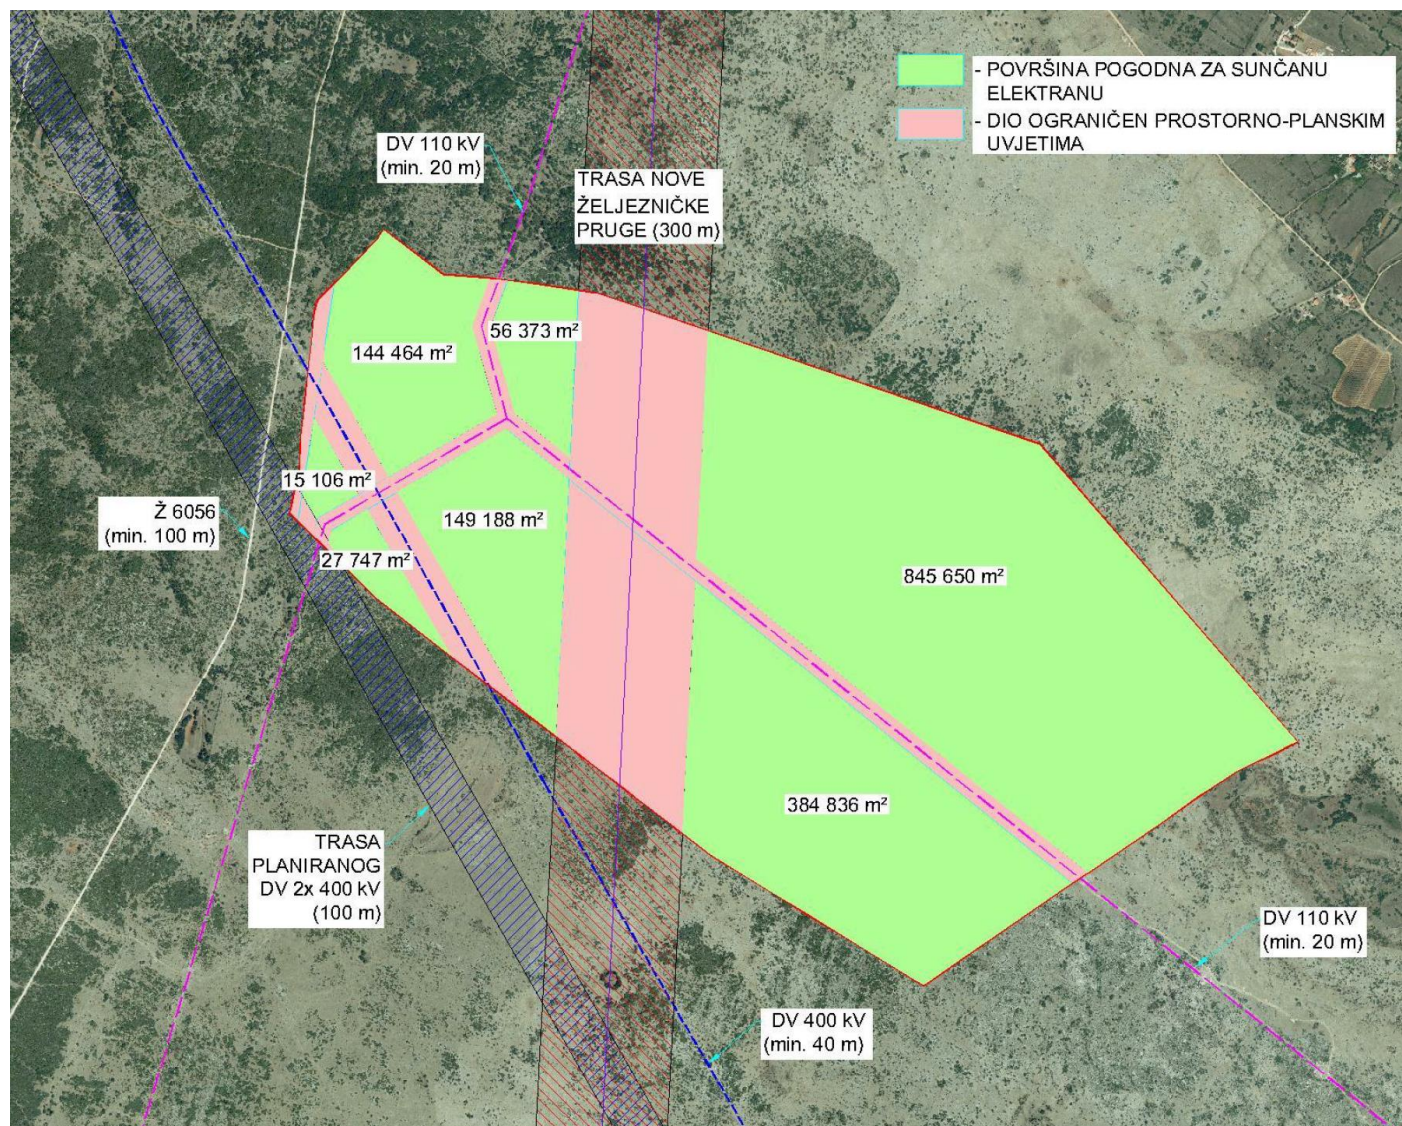 - POVRŠINA POGODNA ZA SUNČANU
ELEKTRANU
- DIO OGRANIČEN PROSTORNO-PLANSKIM
UVJETIMA
DV 110 kV
(min. 20 m)
TRASA NOVE
ŽELJEZNIČKE
PRUGE (300 m)
56 373 m²
144 464 m²
15 106 m²
Ž 6056
(min. 100 m)
149 188 m²
27 747 m²
845 650 m²
384 836 m²
TRASA
PLANIRANOG
DV 2x 400 kV
(100 m)
DV 110 kV
(min. 20 m)
DV 400 kV
(min. 40 m)